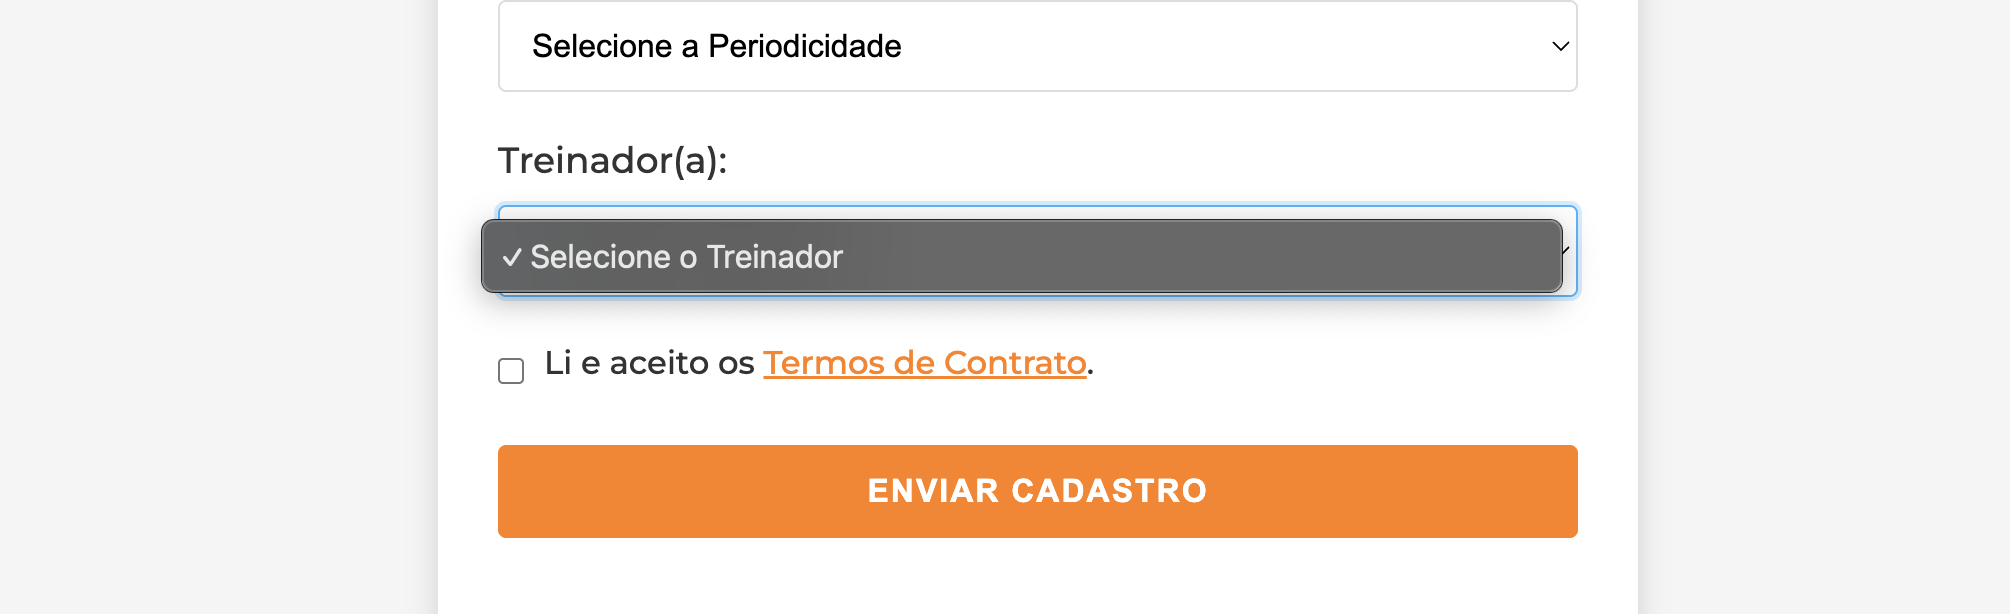 Selecione a Periodicidade
Treinador(a):
✓ Selecione o Treinador
Li e aceito os Termos de Contrato.
ENVIAR CADASTRO